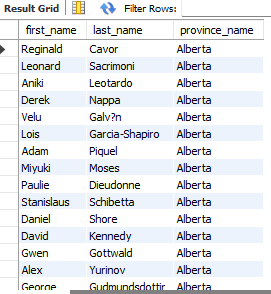 Result Grid Filter Rows:
first_name last_name province_name
Reginald Cavor Alberta
Leonard Sacrimoni Alberta
Aniki Leotardo Alberta
Derek Nappa Alberta
Velu Galv?n Alberta
Lois Garcia-Shapiro Alberta
Adam Piquel Alberta
Miyuki Moses Alberta
Paulie Dieudonne Alberta
Stanislaus Schibetta Alberta
Daniel Shore Alberta
David Kennedy Alberta
Gwen Gottwald Alberta
Alex Yurinov Alberta
George Gudmundsdottir Alberta